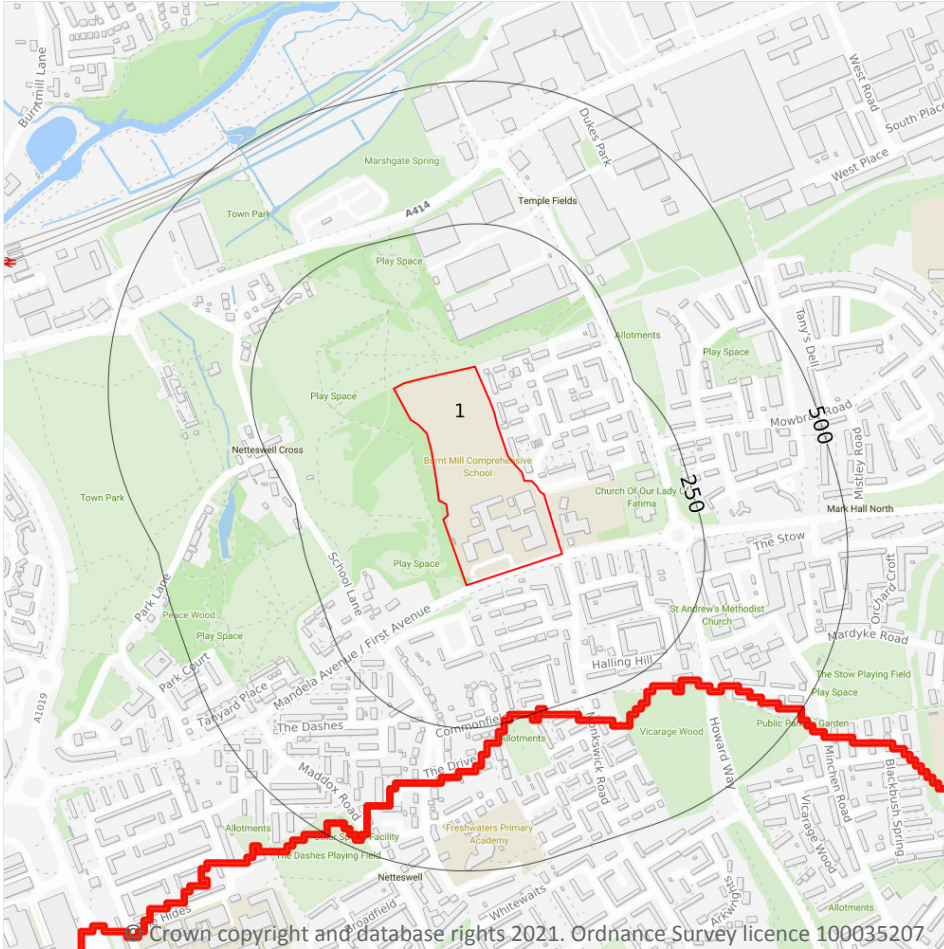 Burnt Mill Lane
West Road
South Place
Dukes Park
West Place
Marshgate Spring
Temple Fields
A414
Town Park
Play Space
Tany's Dell
Allotments
Play Space
Play Space
1
Mowbray Road
500
Netteswell Cross
Burnt Mill Comprehensive
School
Mistley Road
250
Town Park
Church Of Our Lady Of
Fatima
Mark Hall North
The Stow
Play Space
School Lane
Orchard Croft
Park Lane
Peace Wood
Play Space
St Andrew's Methodist
Church
Mardyke Road
Mandela Avenue / First Avenue
Halling Hill
Park Court
The Stow Playing Field
Play Space
Tanyard Place
A1019
The Dashes
Commonfields
Public Park
Garden
Vicarage Wood
Howard Way
Allotments
The Drive
Maddox Road
Minchen Road
Blackbush Spring
Vicarage Wood
Allotments
Facility
Freshwaters Primary
Academy
The Dashes Playing Field
Netteswell
Whitewaits
Allotments
© Crown copyright and database rights 2021. Ordnance Survey licence 100035207.